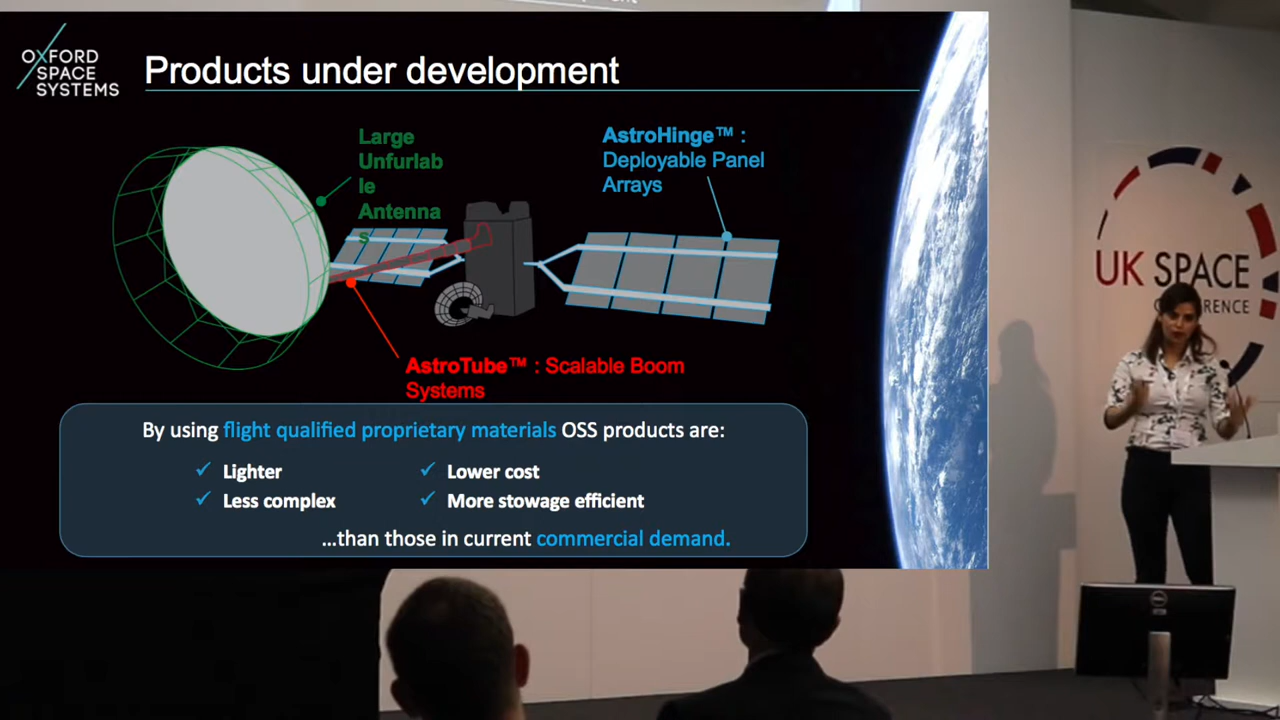 OXFORD
SPACE
SYSTEMS
Products under development
Large
Unfurlab
le
Antenna
s
AstroHinge™ :
Deployable Panel
Arrays
AstroTube™ : Scalable Boom
Systems
By using flight qualified proprietary materials OSS products are:
✓ Lighter
✓ Lower cost
✓ Less complex
✓ More stowage efficient
...than those in current commercial demand.
UK SPACE
DELL